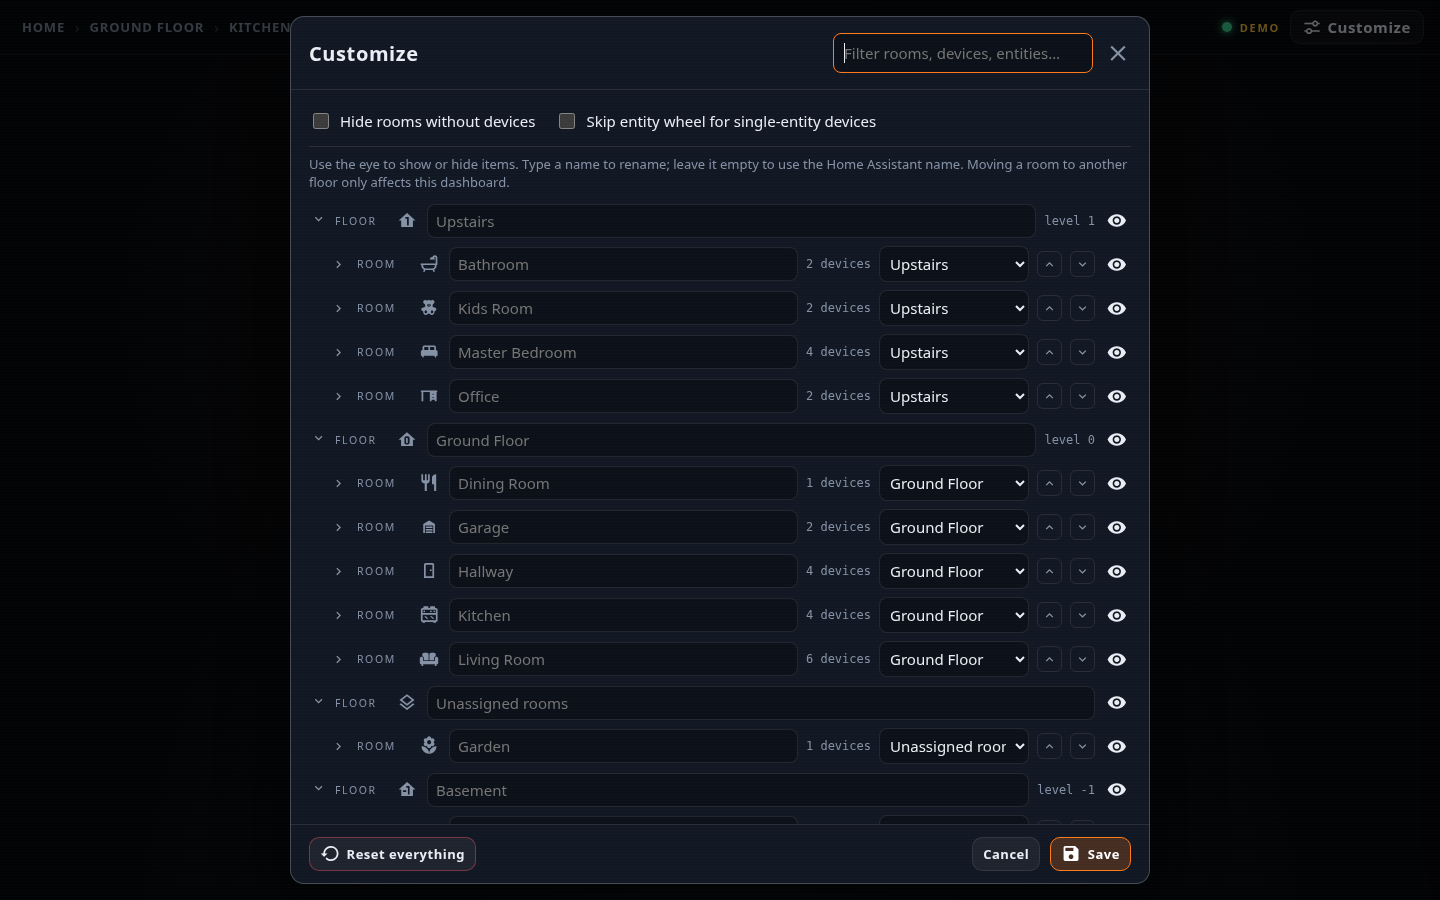 HOME › GROUND FLOOR › KITCHEN
DEMO
Customize
Customize
Filter rooms, devices, entities...
Hide rooms without devices
Skip entity wheel for single-entity devices
Use the eye to show or hide items. Type a name to rename; leave it empty to use the Home Assistant name. Moving a room to another
floor only affects this dashboard.
FLOOR Upstairs level 1
ROOM Bathroom 2 devices Upstairs
ROOM Kids Room 2 devices Upstairs
ROOM Master Bedroom 4 devices Upstairs
ROOM Office 2 devices Upstairs
FLOOR Ground Floor level 0
ROOM Dining Room 1 devices Ground Floor
ROOM Garage 2 devices Ground Floor
ROOM Hallway 4 devices Ground Floor
ROOM Kitchen 4 devices Ground Floor
ROOM Living Room 6 devices Ground Floor
FLOOR Unassigned rooms
ROOM Garden 1 devices Unassigned roor
FLOOR Basement level -1
Reset everything
Cancel
Save